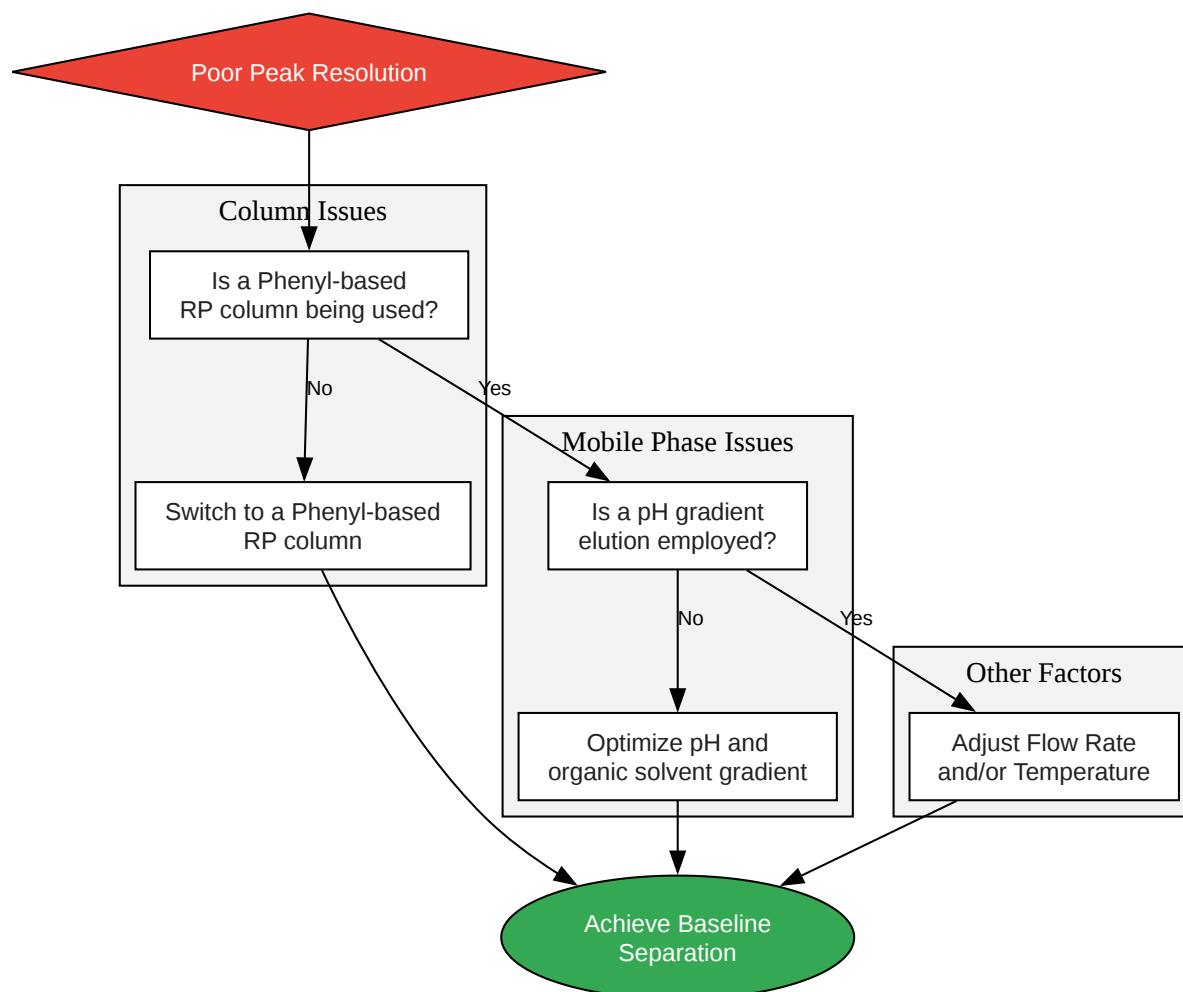 Poor Peak Resolution
Column Issues
Is a Phenyl-based
RP column being used?
No
Yes
Switch to a Phenyl-based
RP column
Mobile Phase Issues
Is a pH gradient
elution employed?
No
Yes
Optimize pH and
organic solvent gradient
Other Factors
Adjust Flow Rate
and/or Temperature
Achieve Baseline
Separation